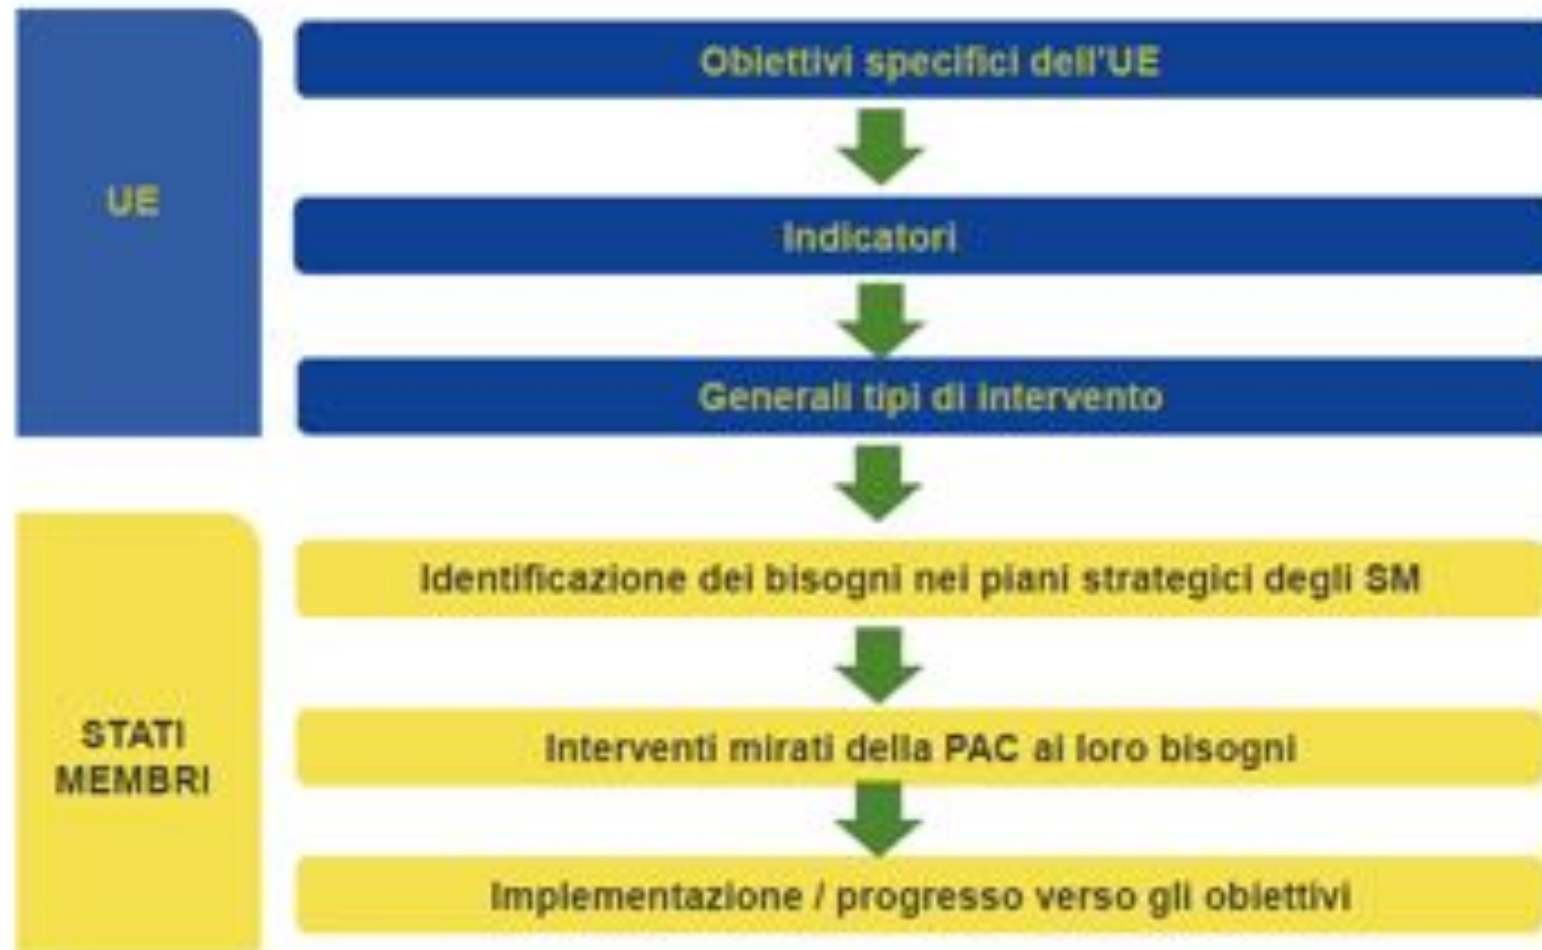 UE
Obiettivi specifici dell'UE
Indicatori
Generali tipi di intervento
STATI
MEMBRI
Identificazione dei bisogni nei piani strategici degli SM
Interventi mirati della PAC ai loro bisogni
Implementazione / progresso verso gli obiettivi